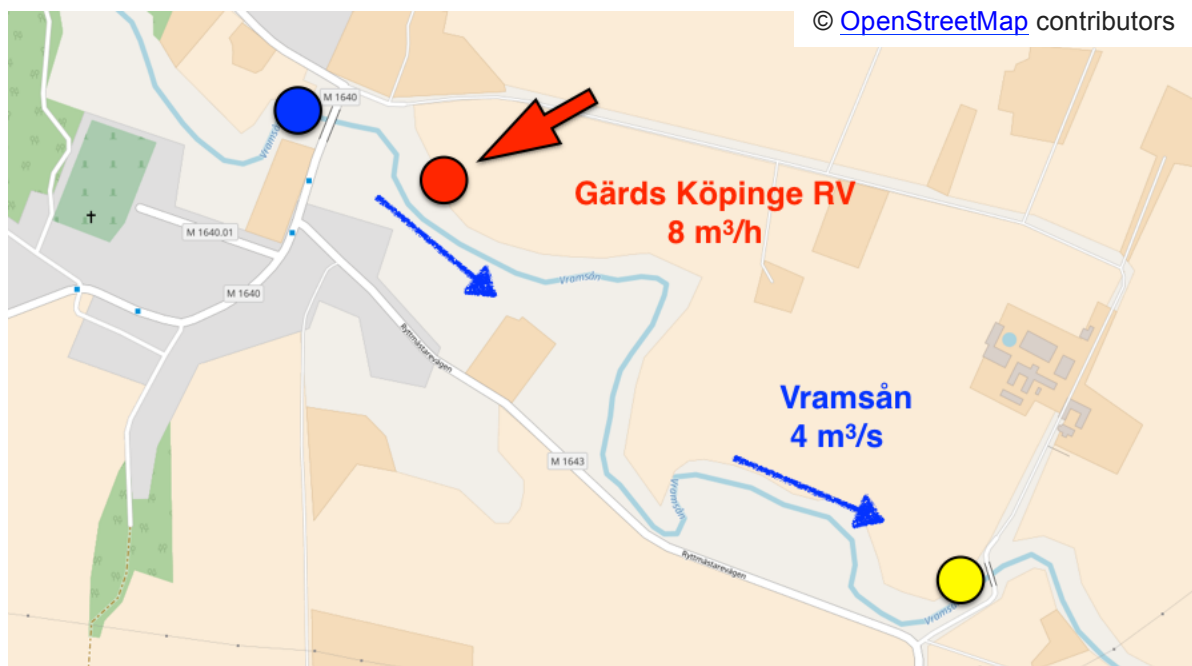 © OpenStreetMap contributors
M 1640
Vramsån
Gärds Köpinge RV
8 m³/h
M 1640.01
Vramsån
M 1640
Ryttmästarevägen
Vramsån
4 m³/s
M 1643
Vramsån
Ryttmästarevägen
Vramsån